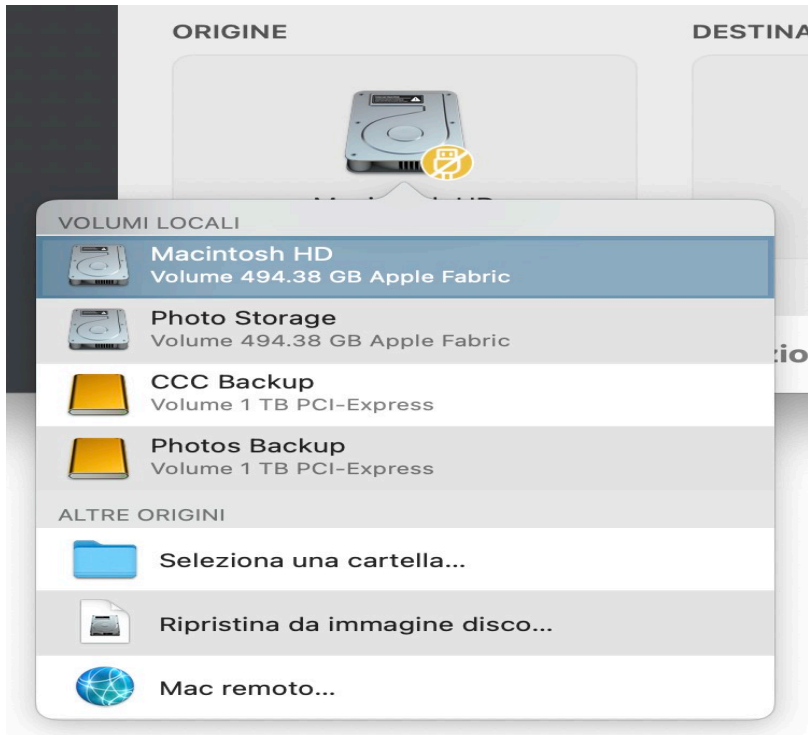 ORIGINE
DESTINA
VOLUMI LOCALI
Macintosh HD
Volume 494.38 GB Apple Fabric
Photo Storage
Volume 494.38 GB Apple Fabric
zio
CCC Backup
Volume 1 TB PCI-Express
Photos Backup
Volume 1 TB PCI-Express
ALTRE ORIGINI
Seleziona una cartella...
Ripristina da immagine disco...
Mac remoto...